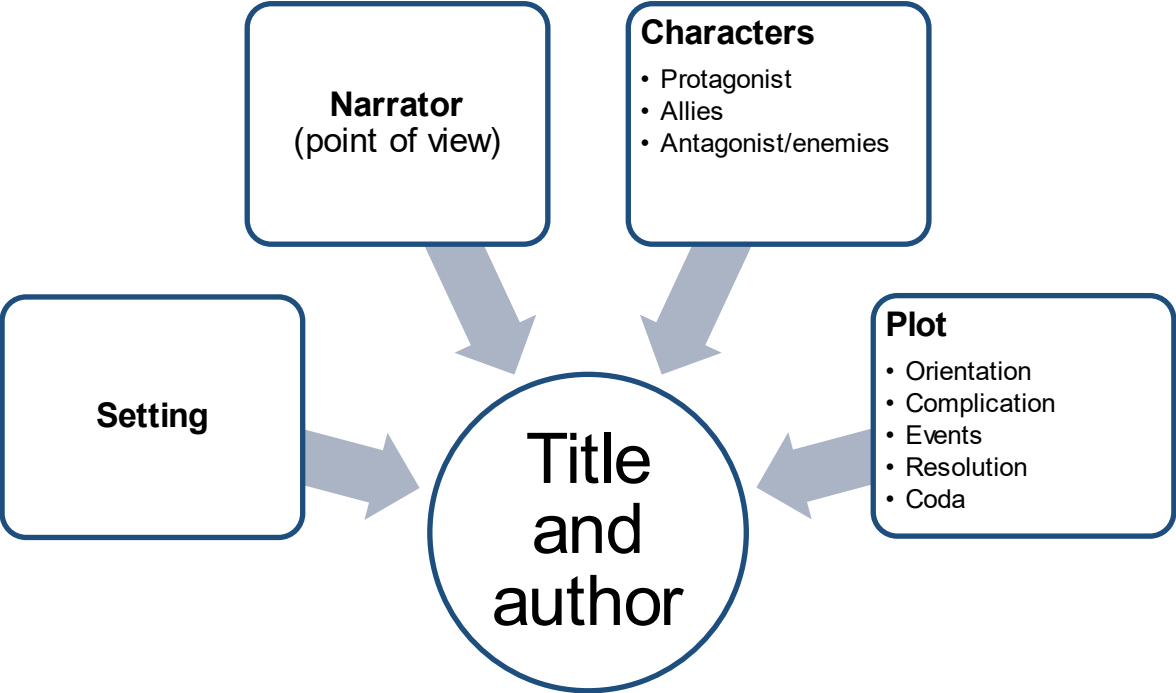 Setting
Narrator
(point of view)
Characters
• Protagonist
• Allies
• Antagonist/enemies
Plot
• Orientation
• Complication
• Events
• Resolution
• Coda
Title
and
author